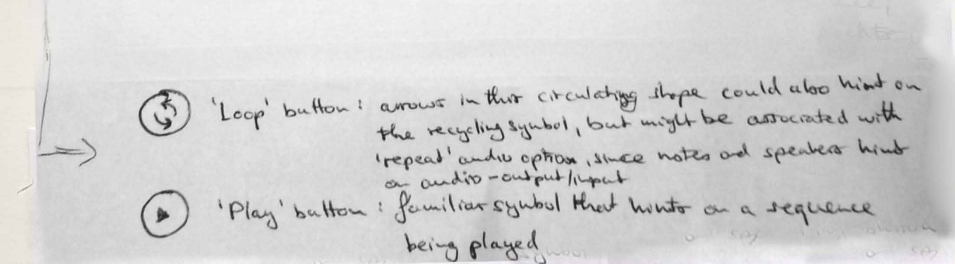 'Loop' button : arrows in this circulating shape could also hint on
the recycling symbol, but might be associated with
'repeat' audio option, since notes and speakers hint
on audio-output/input
'Play' button : familiar symbol that hints on a sequence
being played